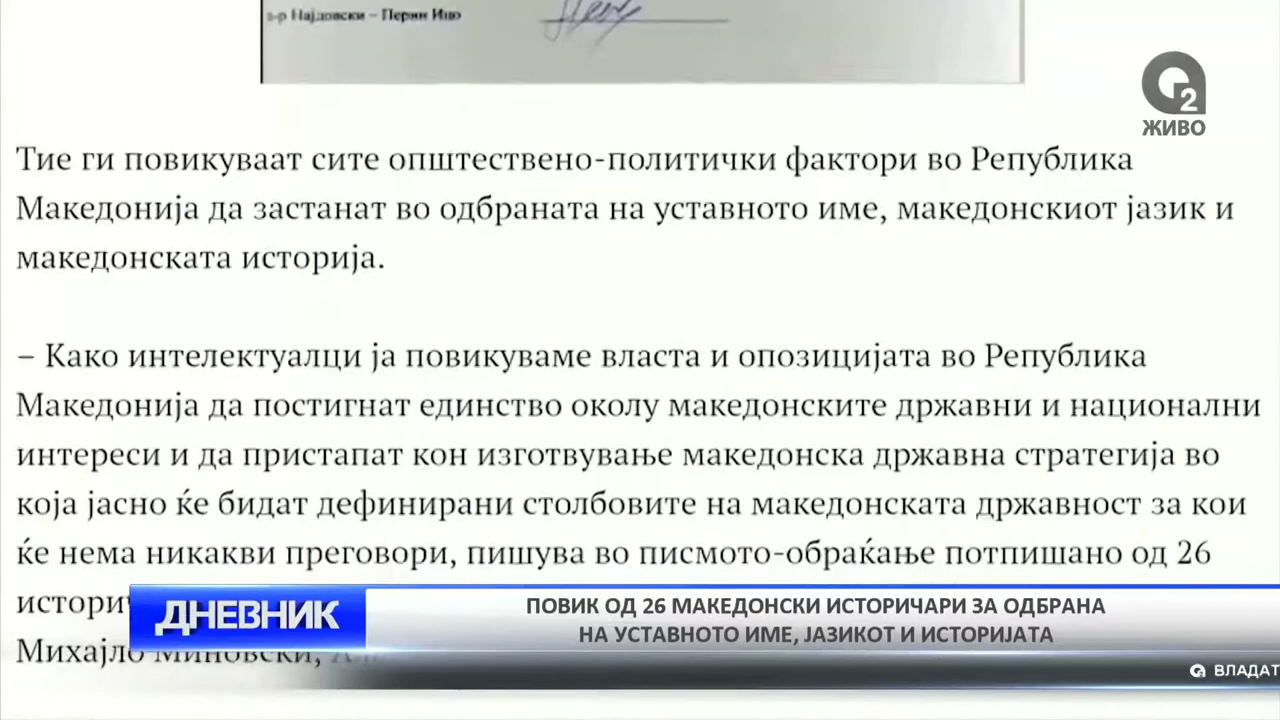 Најдовски – Перин Ицо
2
ЖИВО
Тие ги повикуваат сите општествено-политички фактори во Република
Македонија да застанат во одбраната на уставното име, македонскиот јазик и
македонската историја.
– Како интелектуалци ја повикуваме власта и опозицијата во Република
Македонија да постигнат единство околу македонските државни и национални
интереси и да пристапат кон изготвување македонска државна стратегија во
која јасно ќе бидат дефинирани столбовите на македонската државност за кои
ќе нема никакви преговори, пишува во писмото-обраќање потпишано од 26
Михајло Миновски,
ДНЕВНИК
ПОВИК ОД 26 МАКЕДОНСКИ ИСТОРИЧАРИ ЗА ОДБРАНА
НА УСТАВНОТО ИМЕ, ЈАЗИКОТ И ИСТОРИЈАТА
ВЛАДАТ